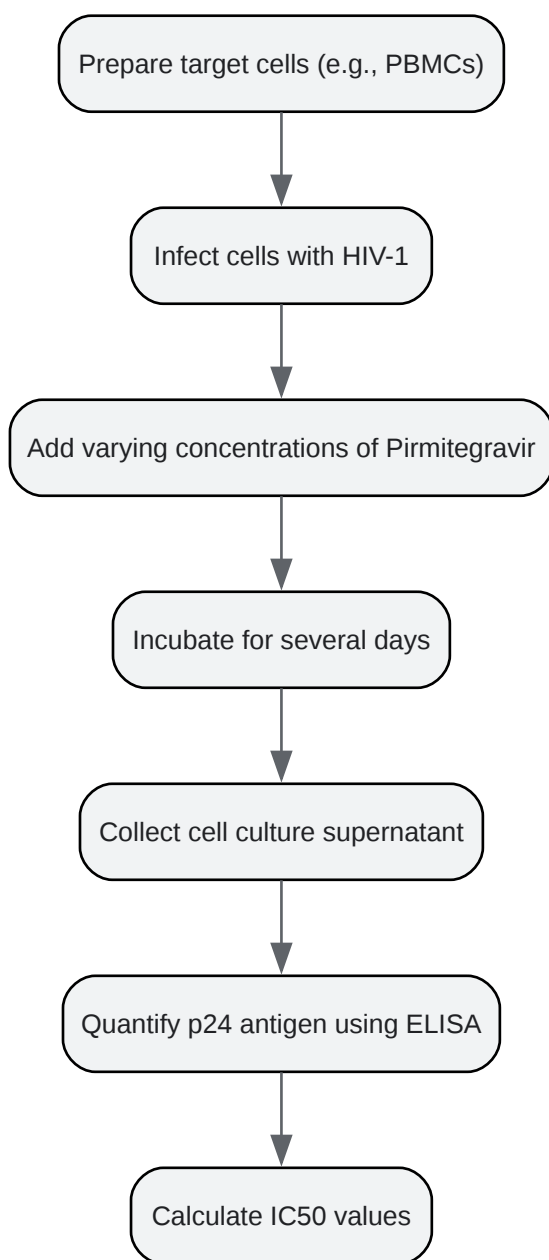 Prepare target cells (e.g., PBMCs)
Infect cells with HIV-1
Add varying concentrations of Pirmitegravir
Incubate for several days
Collect cell culture supernatant
Quantify p24 antigen using ELISA
Calculate IC50 values